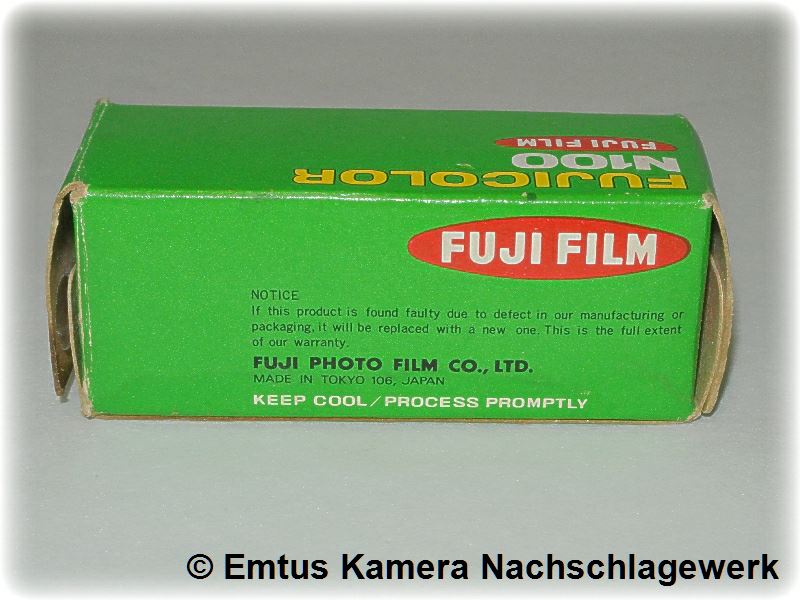 FUJI FILM
N100
FUJICOLOR
FUJI FILM
NOTICE
If this product is found faulty due to defect in our manufacturing or
packaging, it will be replaced with a new one. This is the full extent
of our warranty.
FUJI PHOTO FILM CO., LTD.
MADE IN TOKYO 106, JAPAN
KEEP COOL/PROCESS PROMPTLY
© Emtus Kamera Nachschlagewerk